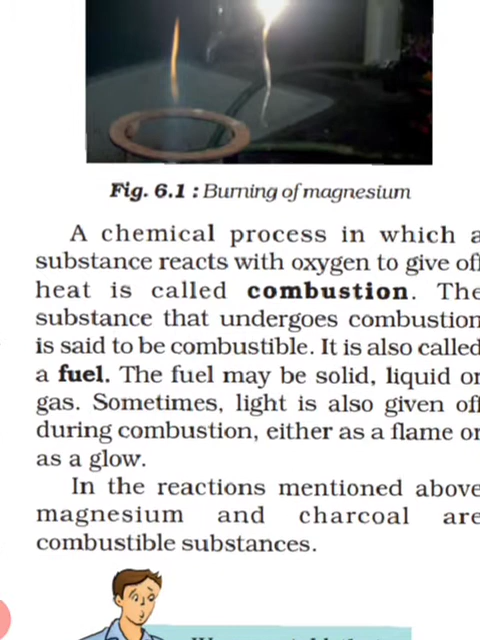 Fig. 6.1 : Burning of magnesium
A chemical process in which a
substance reacts with oxygen to give off
heat is called combustion. The
substance that undergoes combustion
is said to be combustible. It is also called
a fuel. The fuel may be solid, liquid or
gas. Sometimes, light is also given off
during combustion, either as a flame or
as a glow.
In the reactions mentioned above
magnesium and charcoal are
combustible substances.